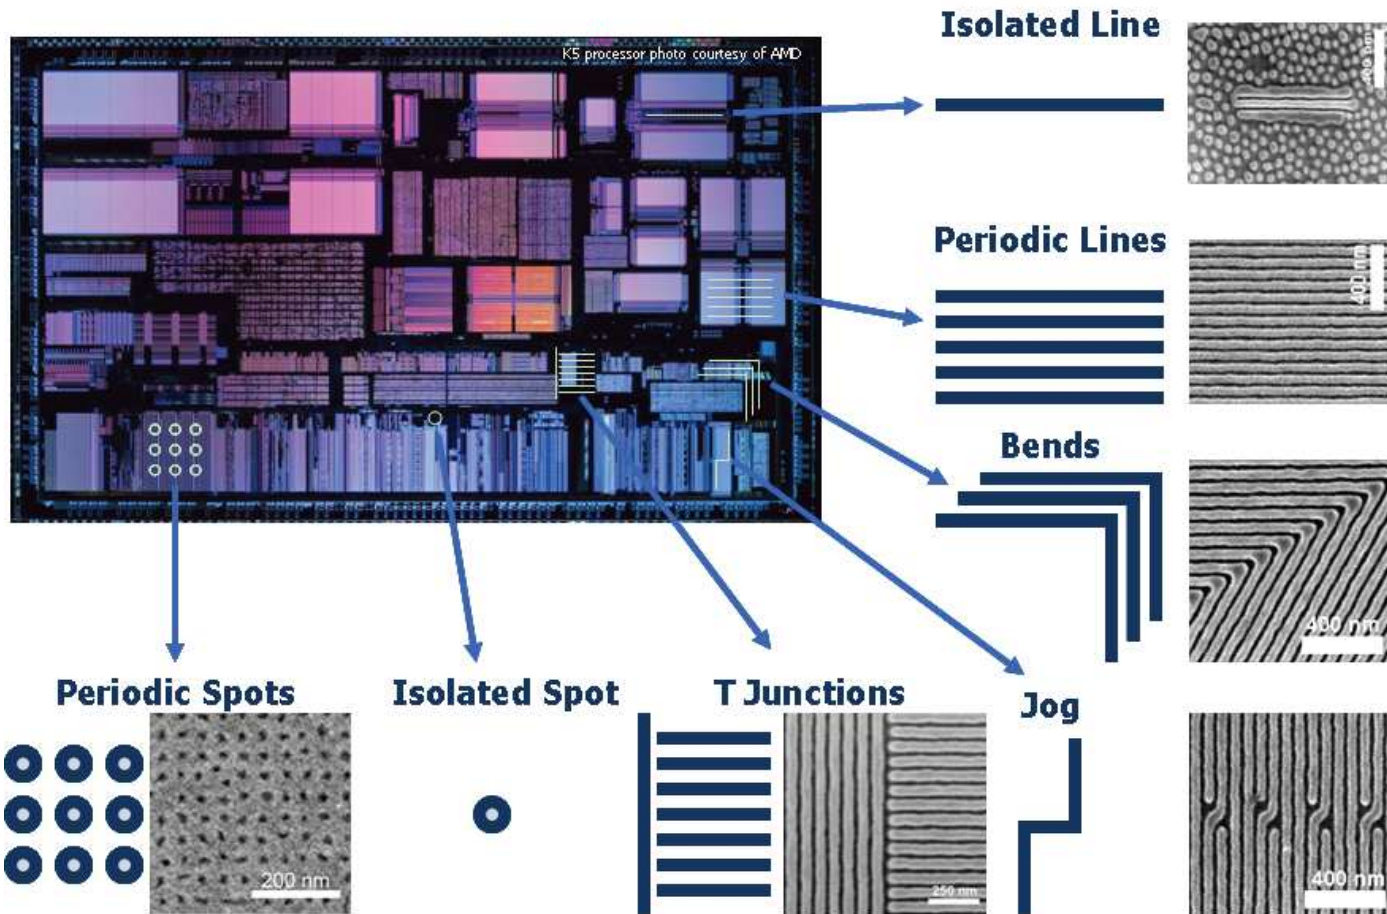 Isolated Line
K5 processor photo courtesy of AMD
400 nm
Periodic Lines
400 nm
Bends
400 nm
Periodic Spots
Isolated Spot
T Junctions
Jog
200 nm
250 nm
400 nm